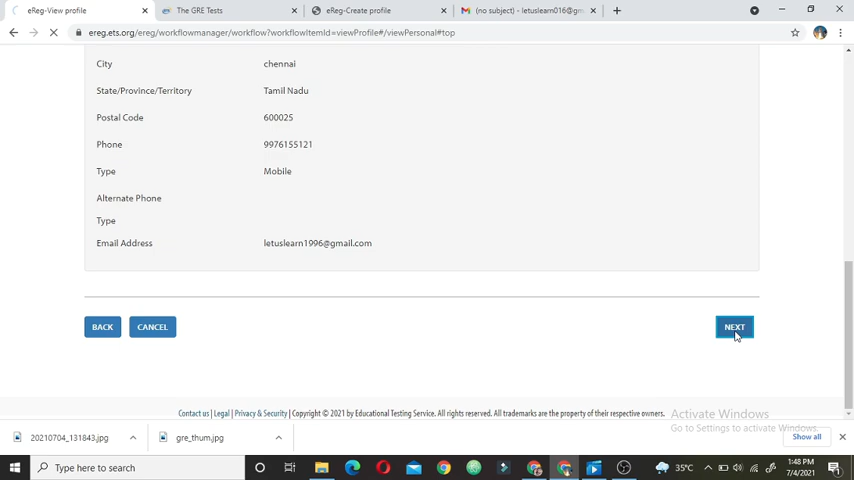 eReg-View profile
The GRE Tests
eReg-Create profile
(no subject) - letuslearn016@gm
ereg.ets.org/ereg/workflowmanager/workflow?workflowItemId=viewProfile#/viewPersonal#top
City chennai
State/Province/Territory Tamil Nadu
Postal Code 600025
Phone 9976155121
Type Mobile
Alternate Phone
Type
Email Address letuslearn1996@gmail.com
BACK CANCEL NEXT
Contact us | Legal | Privacy & Security | Copyright © 2021 by Educational Testing Service. All rights reserved. All trademarks are the property of their respective owners.
Activate Windows
Go to Settings to activate Windows.
20210704_131843.jpg gre_thum.jpg Show all
Type here to search 35°C 1:48 PM
7/4/2021